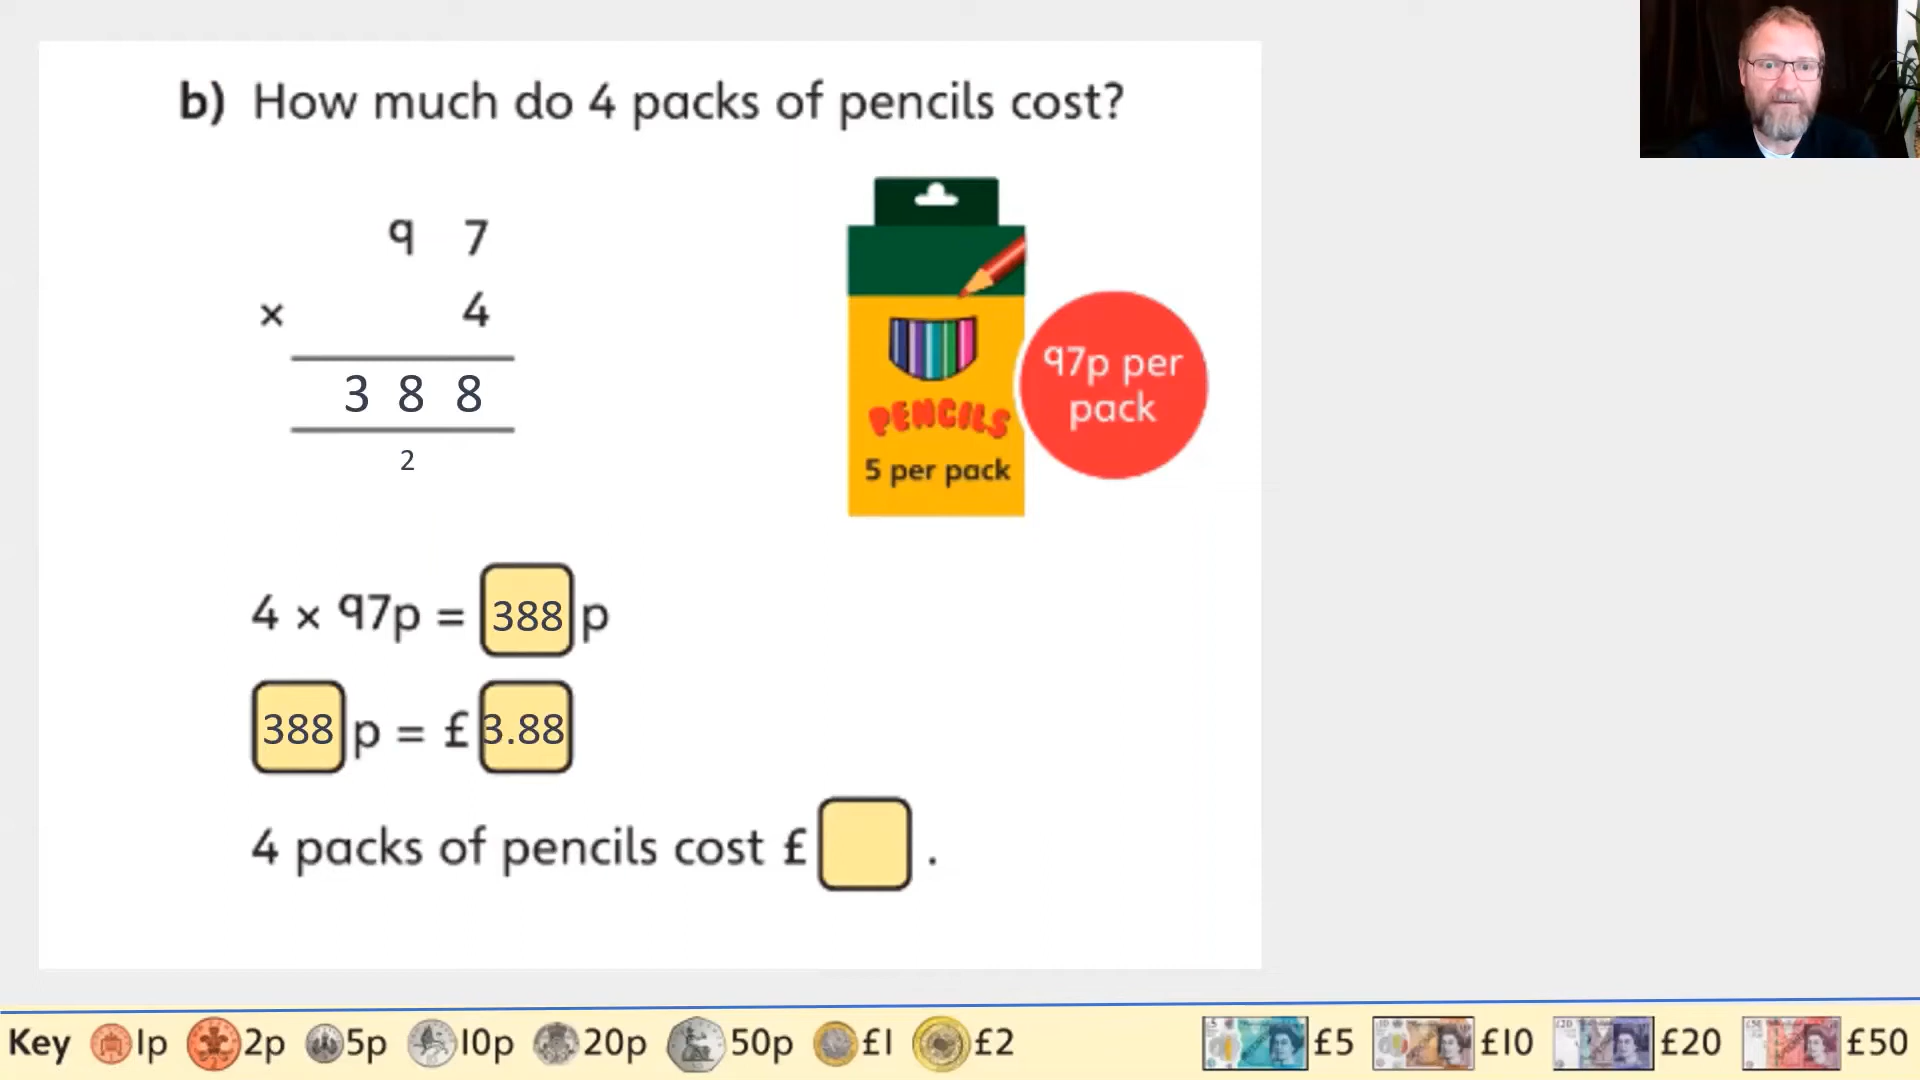 b) How much do 4 packs of pencils cost?
9 7
× 4
3 8 8
2
PENCILS
5 per pack
97p per
pack
4 × 97p = 388 p
388 p = £ 3.88
4 packs of pencils cost £ .
Key 1p 2p 5p 10p 20p 50p £1 £2 £5 £10 £20 £50